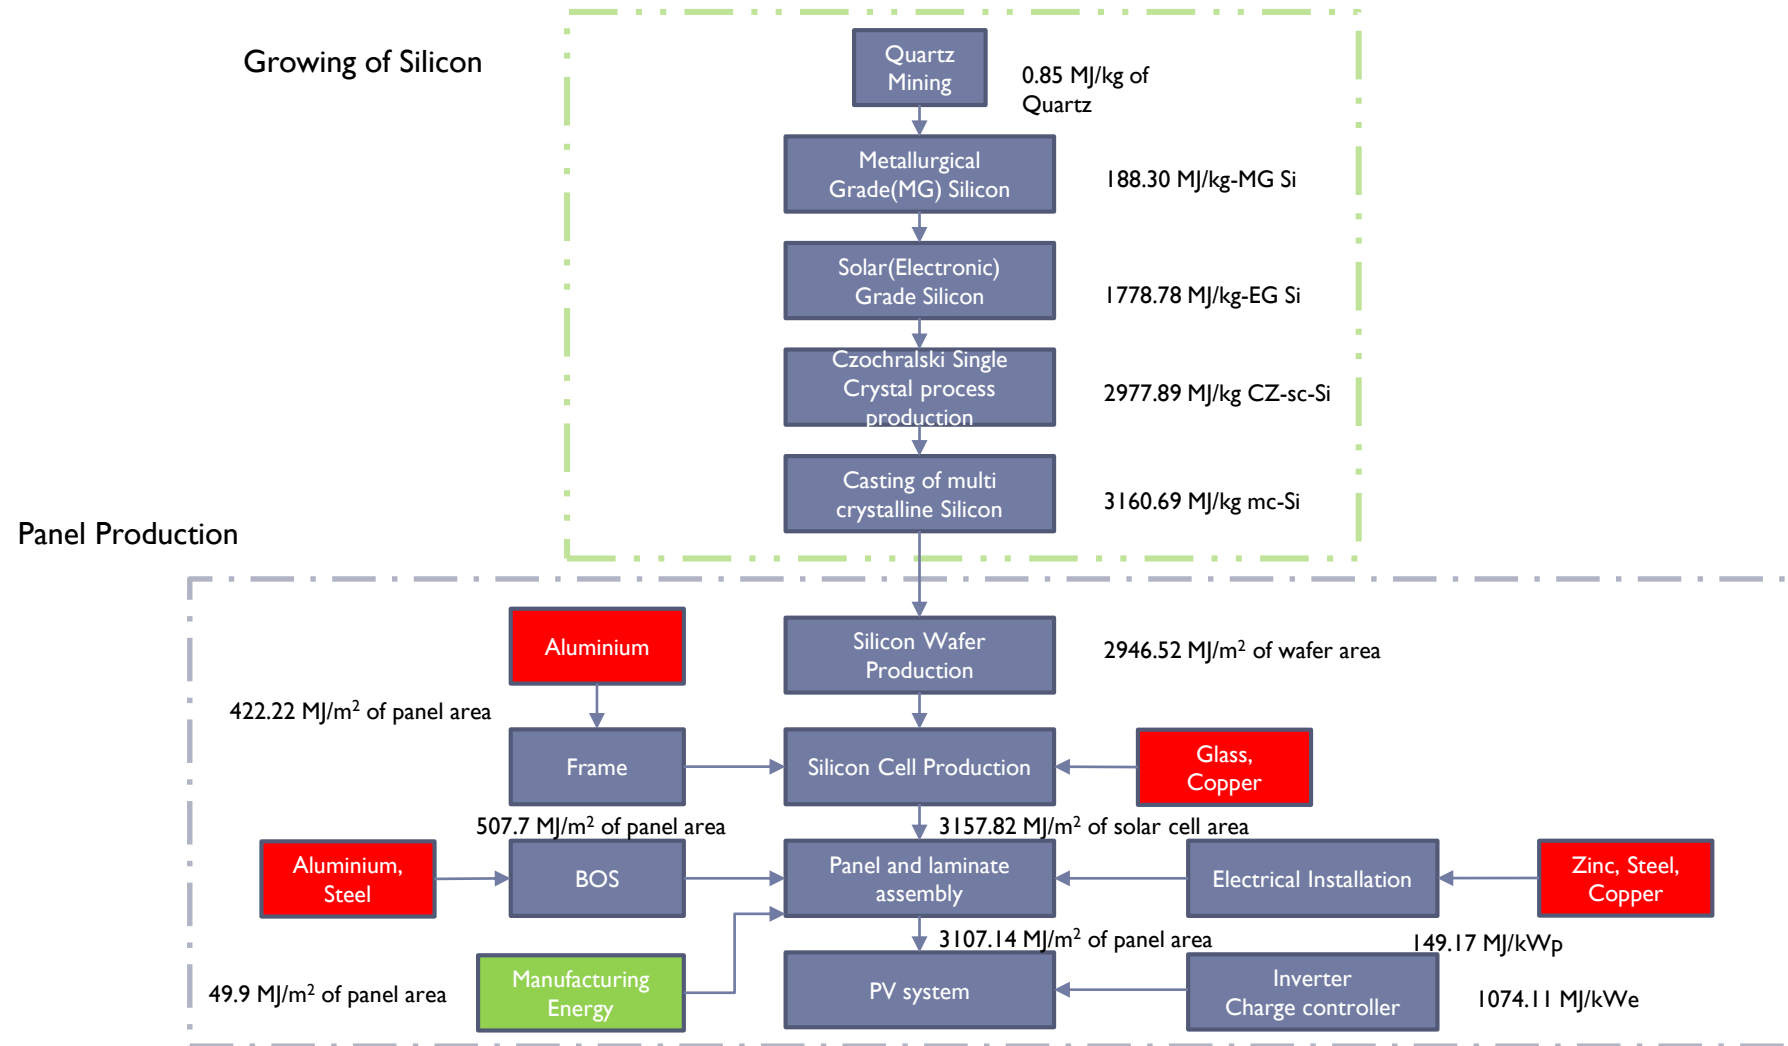 Growing of Silicon
Quartz
Mining
0.85 MJ/kg of
Quartz
Metallurgical
Grade(MG) Silicon
188.30 MJ/kg-MG Si
Solar(Electronic)
Grade Silicon
1778.78 MJ/kg-EG Si
Czochralski Single
Crystal process
production
2977.89 MJ/kg CZ-sc-Si
Casting of multi
crystalline Silicon
3160.69 MJ/kg mc-Si
Panel Production
Aluminium
Silicon Wafer
Production
2946.52 MJ/m² of wafer area
422.22 MJ/m² of panel area
Frame
Silicon Cell Production
Glass,
Copper
507.7 MJ/m² of panel area
3157.82 MJ/m² of solar cell area
Aluminium,
Steel
BOS
Panel and laminate
assembly
Electrical Installation
Zinc, Steel,
Copper
3107.14 MJ/m² of panel area
149.17 MJ/kWp
49.9 MJ/m² of panel area
Manufacturing
Energy
PV system
Inverter
Charge controller
1074.11 MJ/kWe